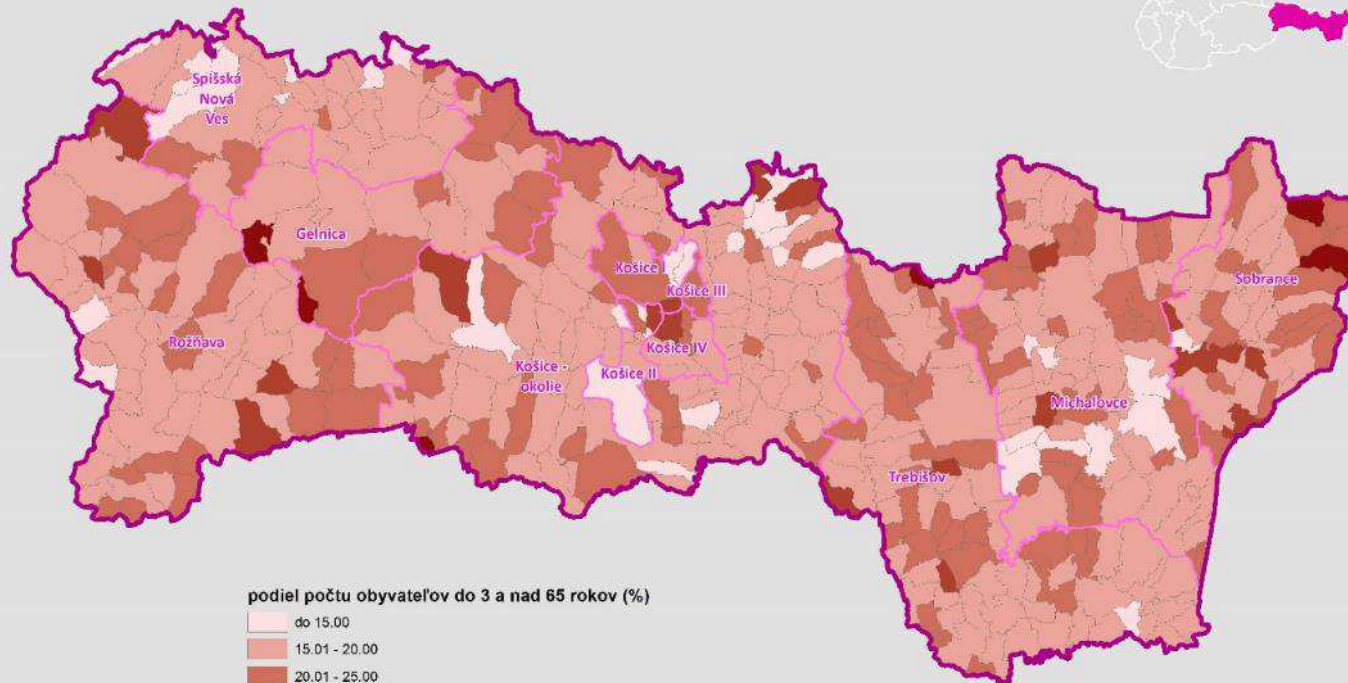 Spišská
Nová
Ves
Gelnica
Košice I
Košice III
Sobrance
Rožňava
Košice IV
Košice -
okolie
Košice II
Michalovce
Trebišov
podiel počtu obyvateľov do 3 a nad 65 rokov (%)
do 15.00
15.01 - 20.00
20.01 - 25.00